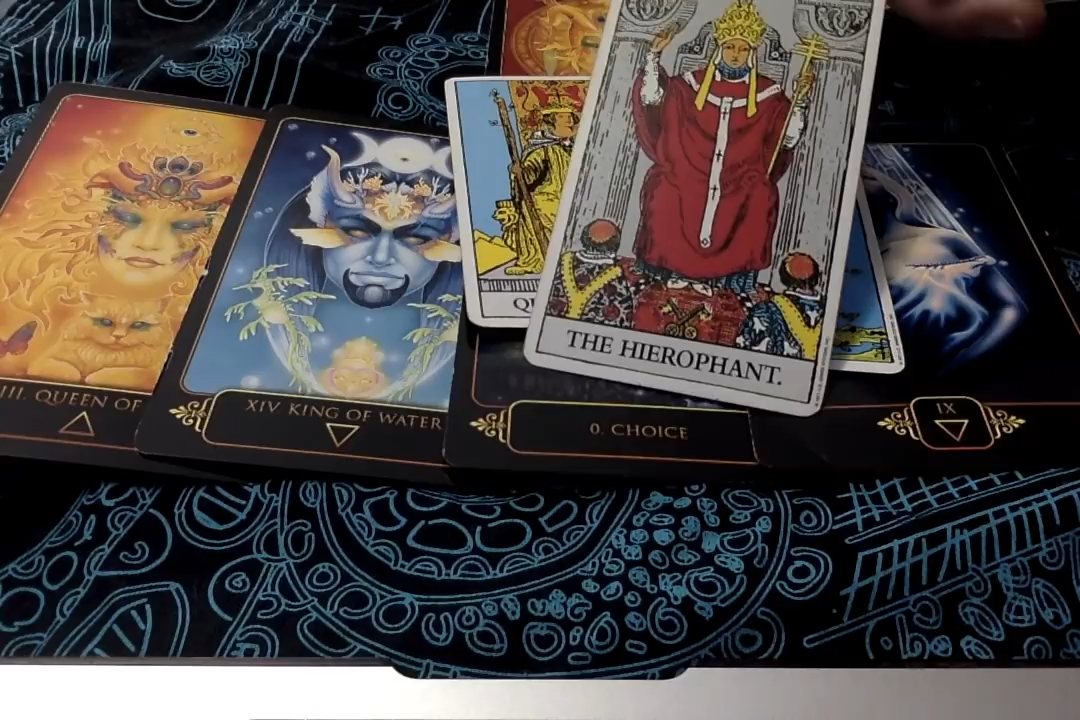 THE HIEROPHANT.
III. QUEEN OF
XIV KING OF WATER
0. CHOICE
IX
QU